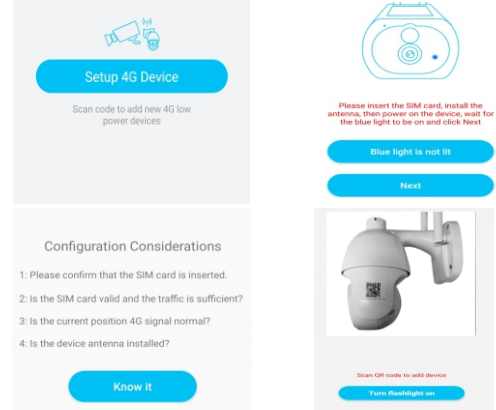 Setup 4G Device
Scan code to add new 4G low
power devices
Please insert the SIM card, install the
antenna, then power on the device, wait for
the blue light to be on and click Next
Blue light is not lit
Next
Configuration Considerations
1: Please confirm that the SIM card is inserted.
2: Is the SIM card valid and the traffic is sufficient?
3: Is the current position 4G signal normal?
4: Is the device antenna installed?
Know it
Scan QR code to add device
Turn flashlight on